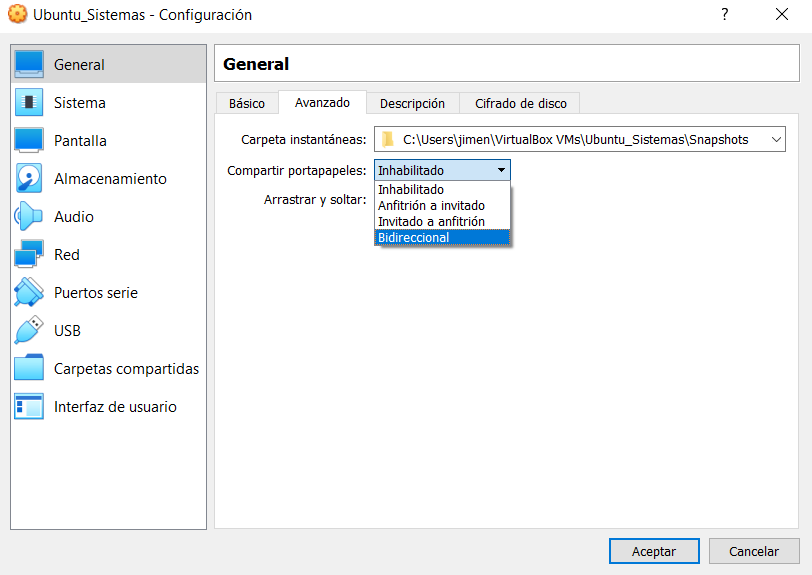 Ubuntu_Sistemas - Configuración
?
General
Sistema
Pantalla
Almacenamiento
Audio
Red
Puertos serie
USB
Carpetas compartidas
Interfaz de usuario
General
Básico
Avanzado
Descripción
Cifrado de disco
Carpeta instantáneas: C:\Users\jimen\VirtualBox VMs\Ubuntu_Sistemas\Snapshots
Compartir portapapeles: Inhabilitado
Arrastrar y soltar:
Inhabilitado
Anfitrión a invitado
Invitado a anfitrión
Bidireccional
Aceptar
Cancelar